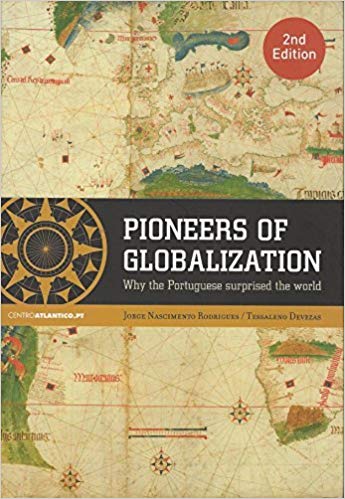 2nd
Edition
PIONEERS OF
GLOBALIZATION
Why the Portuguese surprised the world
CENTROATLANTICO.PT
JORGE NASCIMENTO RODRIGUES / TESSALENO DEVEZAS